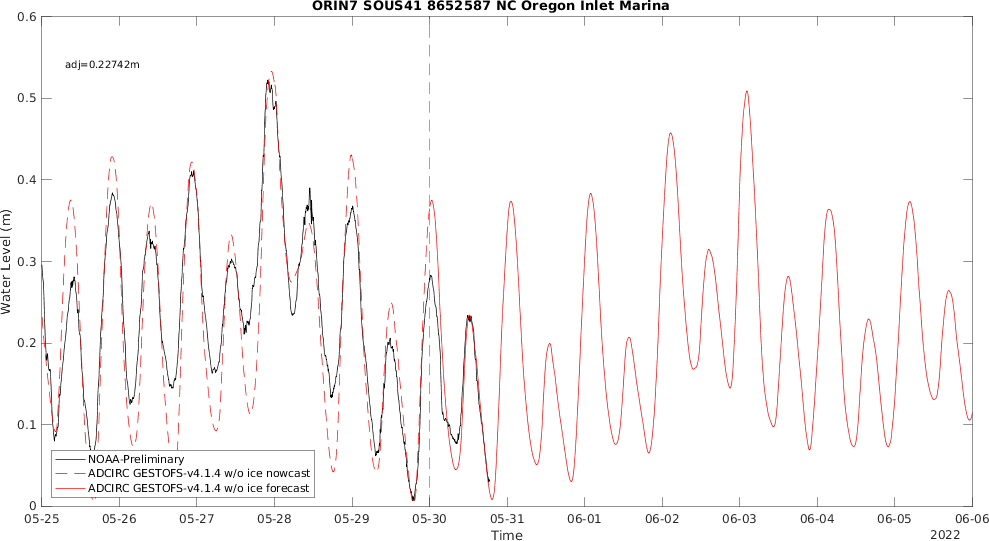 ORIN7 SOUS41 8652587 NC Oregon Inlet Marina
adj=0.22742m
Water Level (m)
0.6
0.5
0.4
0.3
0.2
0.1
0
NOAA-Preliminary
ADCIRC GESTOFS-v4.1.4 w/o ice nowcast
ADCIRC GESTOFS-v4.1.4 w/o ice forecast
05-25 05-26 05-27 05-28 05-29 05-30 05-31 06-01 06-02 06-03 06-04 06-05 06-06
Time
2022